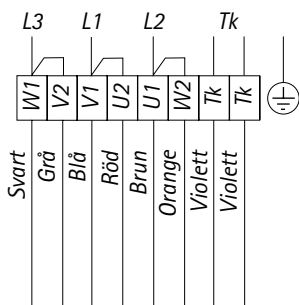 L3 L1 L2 Tk
W1 V2 V1 U2 U1 W2 Tk Tk
Svart
Grå
Blå
Röd
Brun
Orange
Violett
Violett